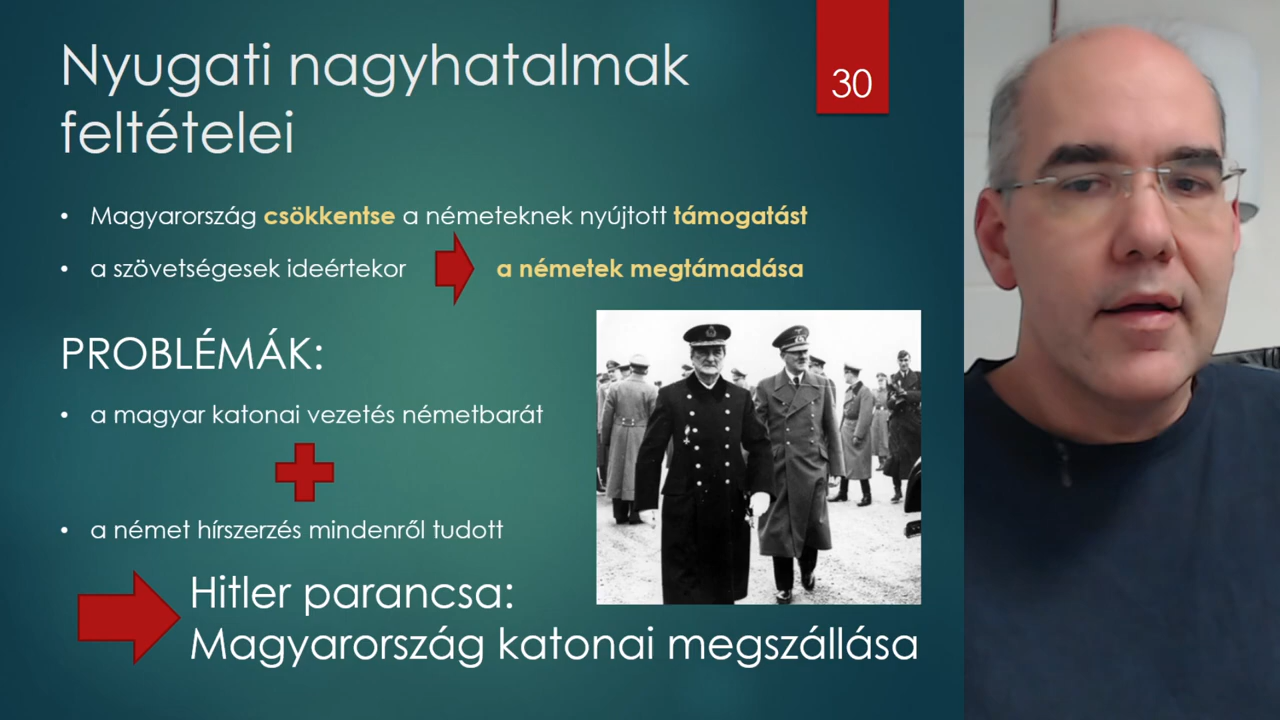 Nyugati nagyhatalmak
feltételei
30
• Magyarország csökkentse a németeknek nyújtott támogatást
• a szövetségesek ideértekor a németek megtámadása
PROBLÉMÁK:
• a magyar katonai vezetés németbarát
• a német hírszerzés mindenről tudott
Hitler parancsa:
Magyarország katonai megszállása